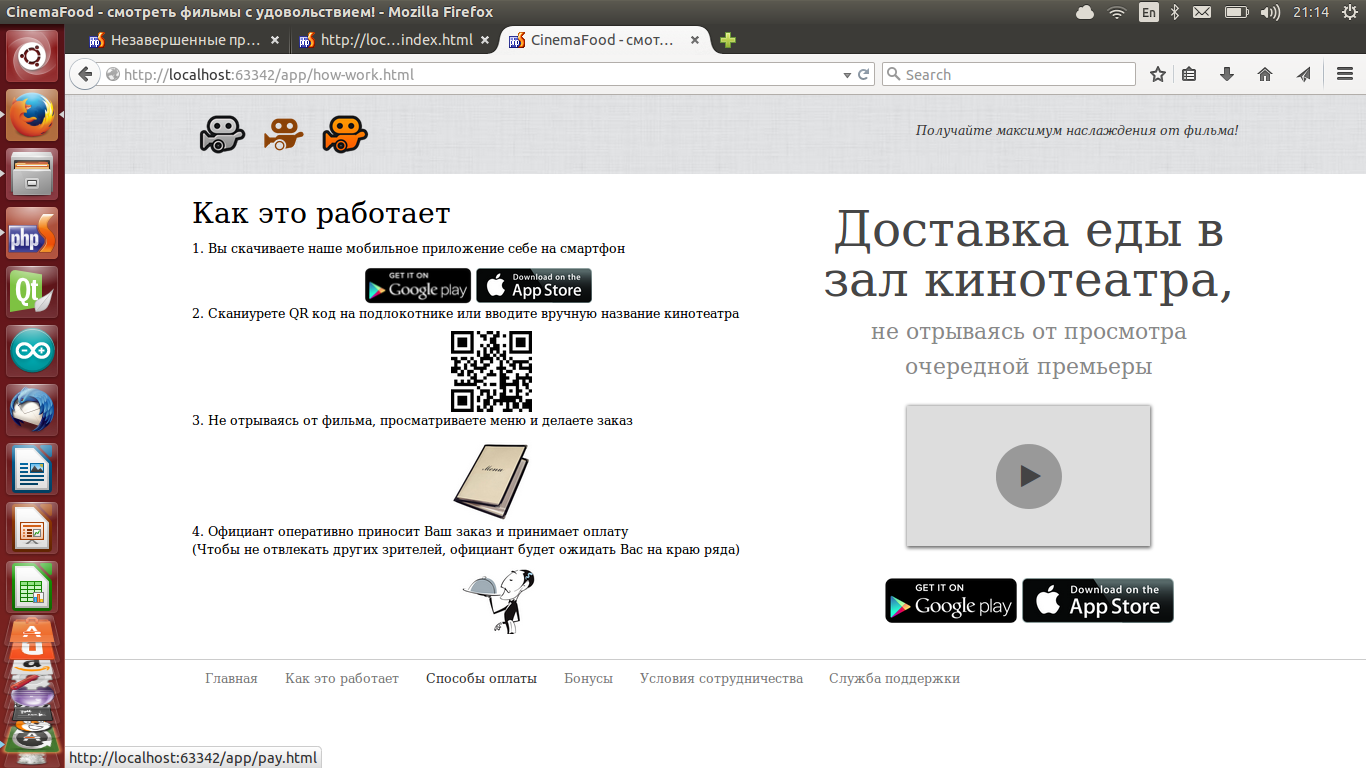 CinemaFood - смотреть фильмы с удовольствием! - Mozilla Firefox
En
21:14
Незавершенные пр...
http://loc...index.html
CinemaFood - смот...
http://localhost:63342/app/how-work.html
Search
Получайте максимум наслаждения от фильма!
Как это работает
1. Вы скачиваете наше мобильное приложение себе на смартфон
GET IT ON
Google play
Download on the
App Store
2. Сканиурете QR код на подлокотнике или вводите вручную название кинотеатра
3. Не отрываясь от фильма, просматриваете меню и делаете заказ
Menu
4. Официант оперативно приносит Ваш заказ и принимает оплату
(Чтобы не отвлекать других зрителей, официант будет ожидать Вас на краю ряда)
Доставка еды в
зал кинотеатра,
не отрываясь от просмотра
очередной премьеры
GET IT ON
Google play
Download on the
App Store
Главная
Как это работает
Способы оплаты
Бонусы
Условия сотрудничества
Служба поддержки
http://localhost:63342/app/pay.html
php
Qt